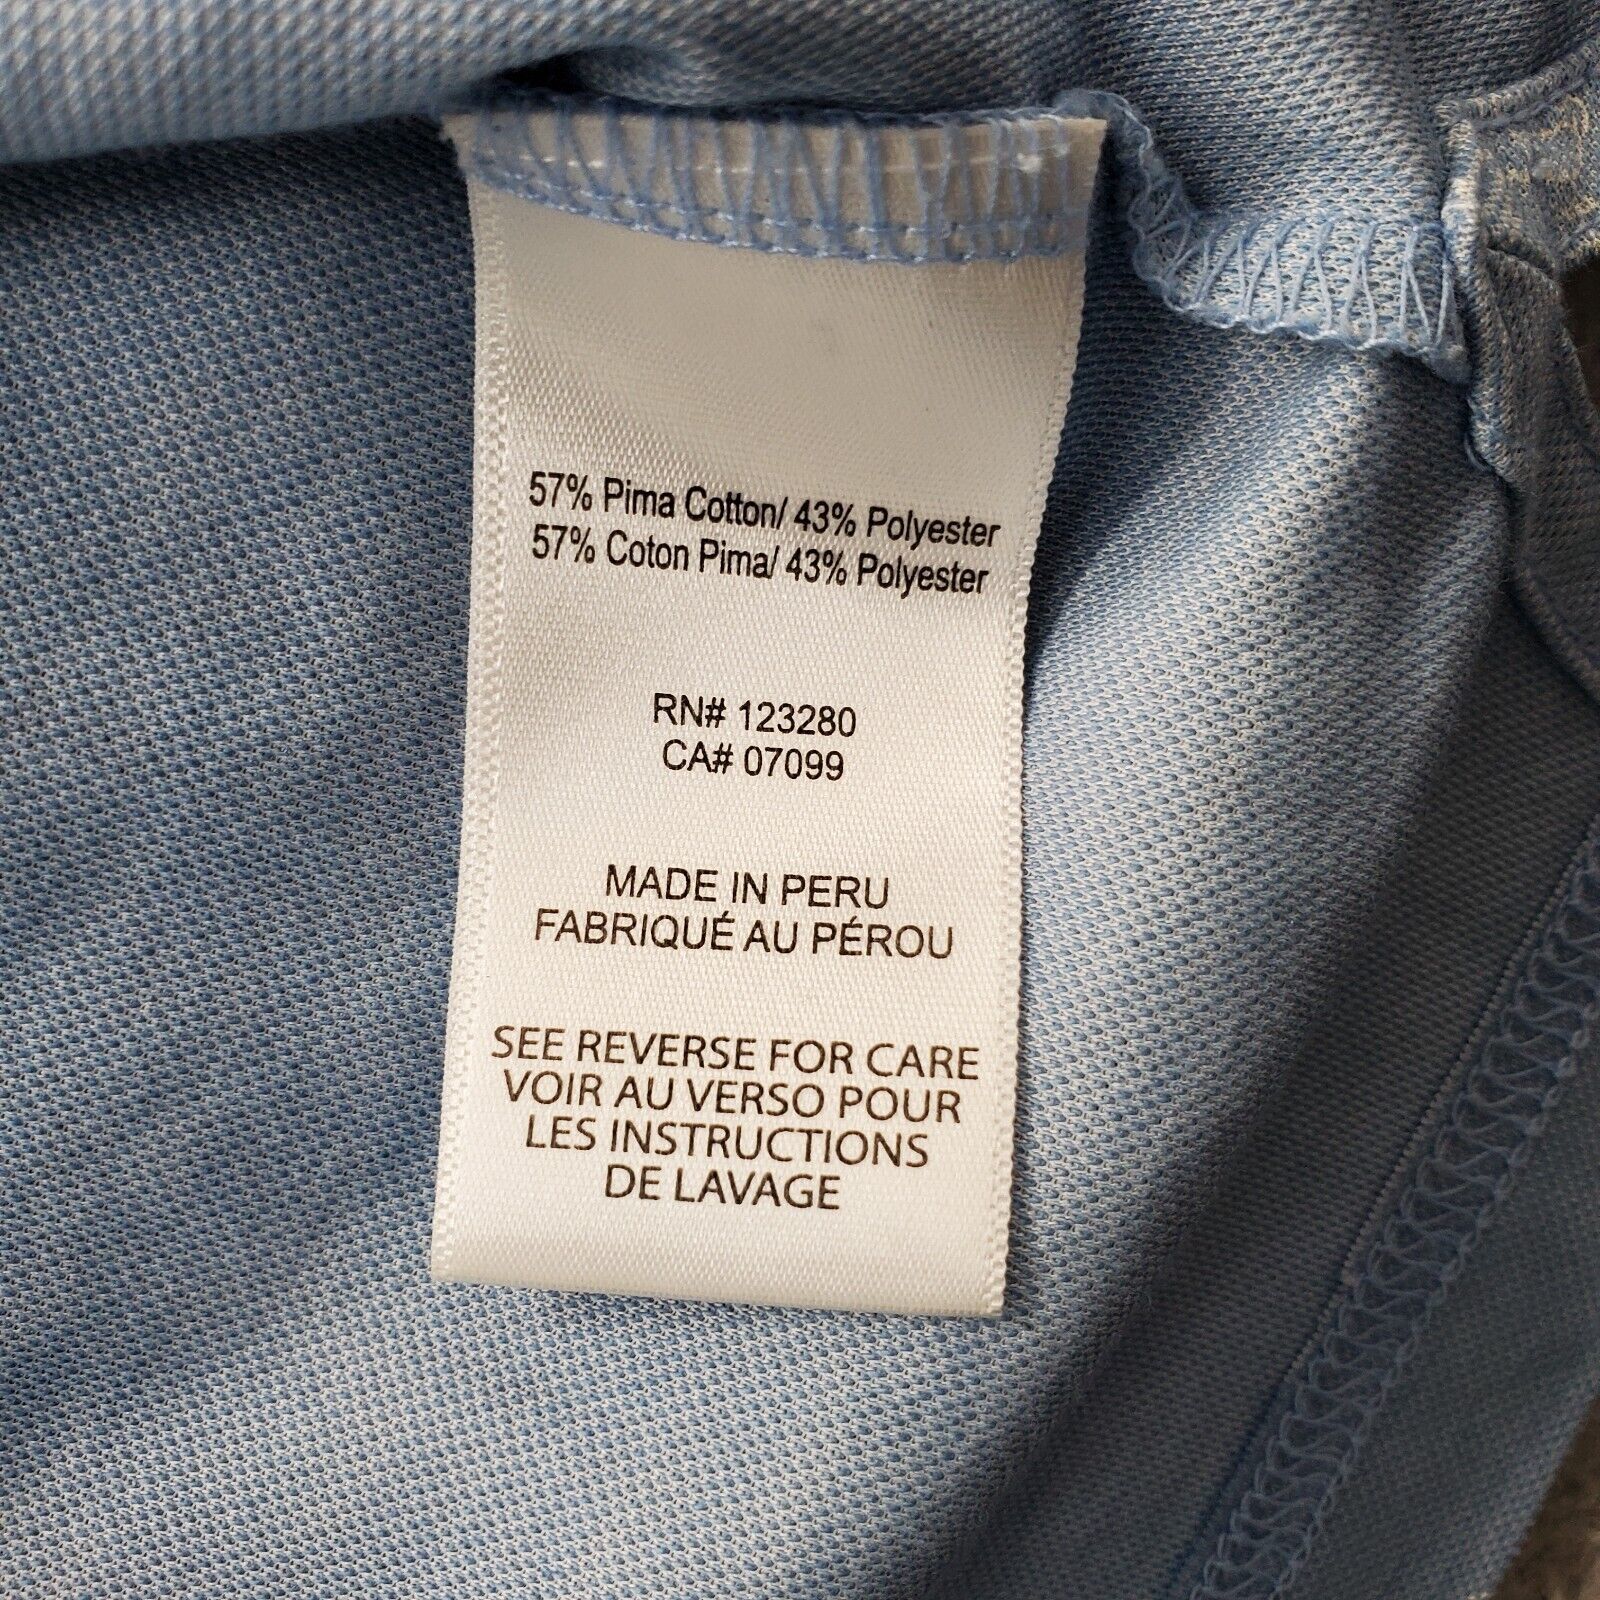 57% Pima Cotton/ 43% Polyester
57% Coton Pima/ 43% Polyester
RN# 123280
CA# 07099
MADE IN PERU
FABRIQUÉ AU PÉROU
SEE REVERSE FOR CARE
VOIR AU VERSO POUR
LES INSTRUCTIONS
DE LAVAGE